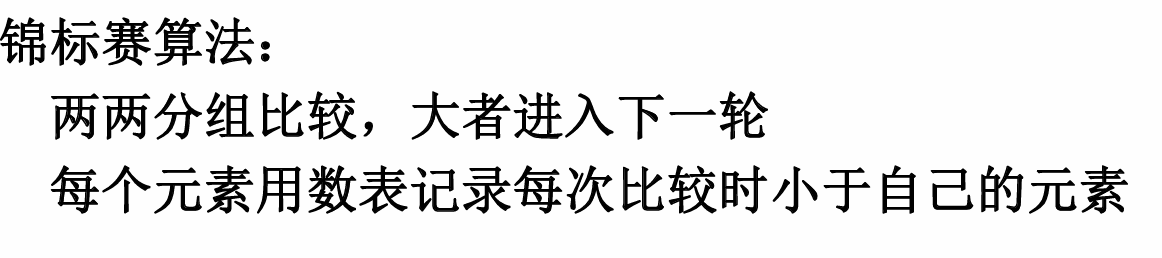 锦标赛算法：
两两分组比较，大者进入下一轮
每个元素用数表记录每次比较时小于自己的元素